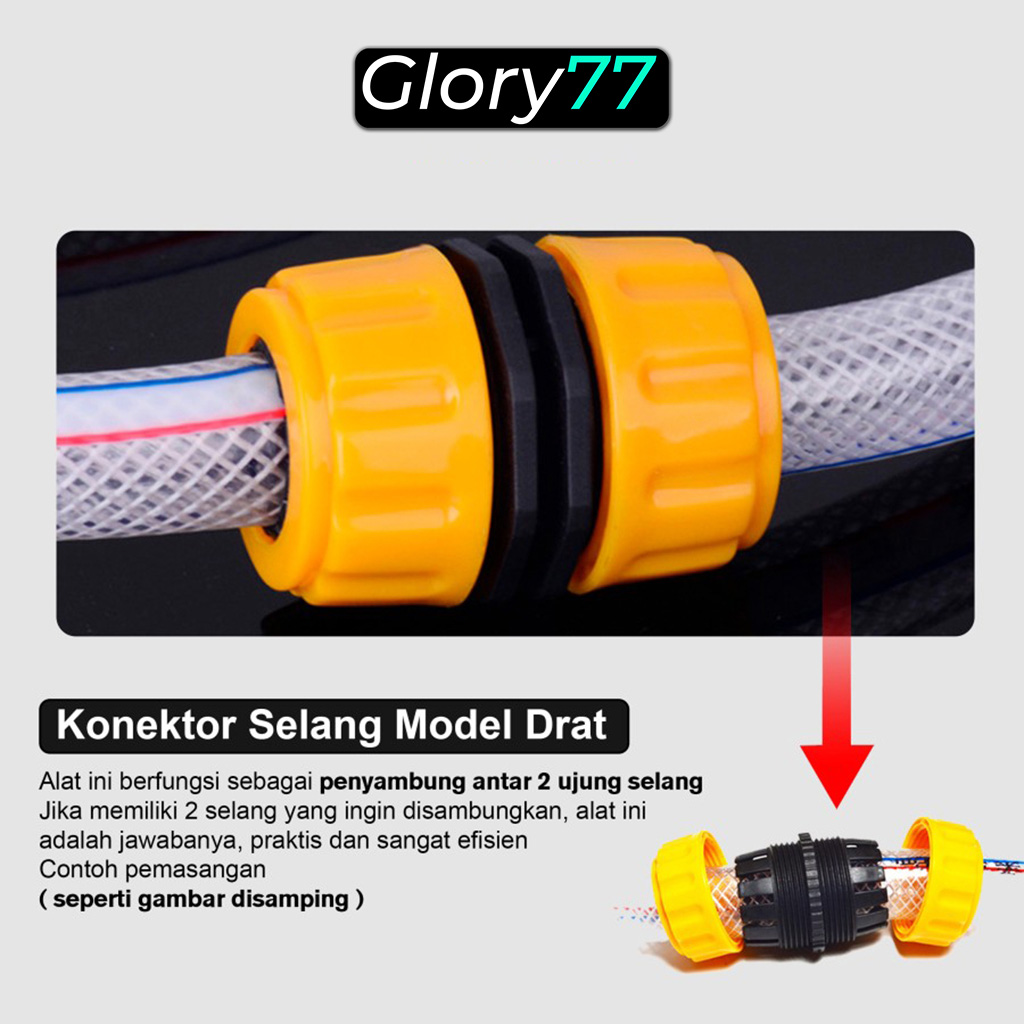 Glory77
Konektor Selang Model Drat
Alat ini berfungsi sebagai penyambung antar 2 ujung selang
Jika memiliki 2 selang yang ingin disambungkan, alat ini
adalah jawabanya, praktis dan sangat efisien
Contoh pemasangan
( seperti gambar disamping )